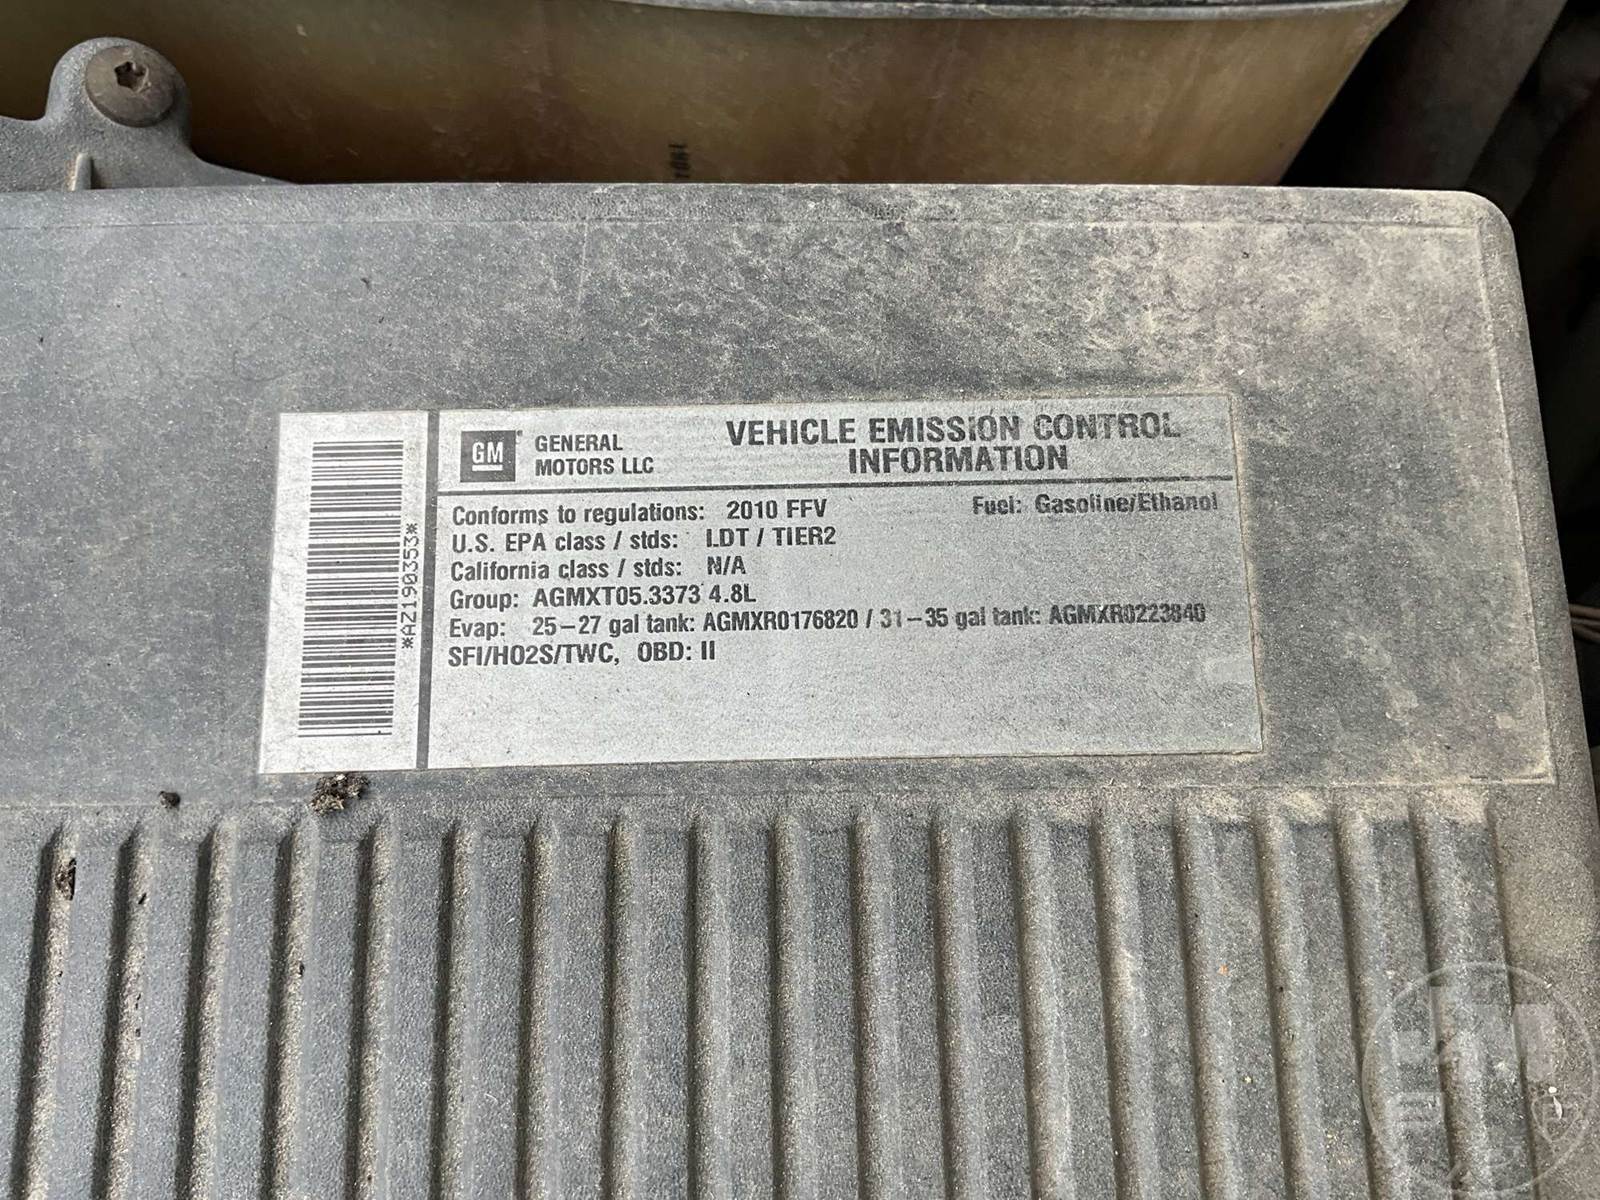 GM
GENERAL
MOTORS LLC
VEHICLE EMISSION CONTROL
INFORMATION
Conforms to regulations: 2010 FFV Fuel: Gasoline/Ethanol
U.S. EPA class / stds: LDT / TIER2
California class / stds: N/A
Group: AGMXT05.3373 4.8L
Evap: 25-27 gal tank: AGMXR0176820 / 31-35 gal tank: AGMXR0223840
SFI/HO2S/TWC, OBD: II
*AZ190353*